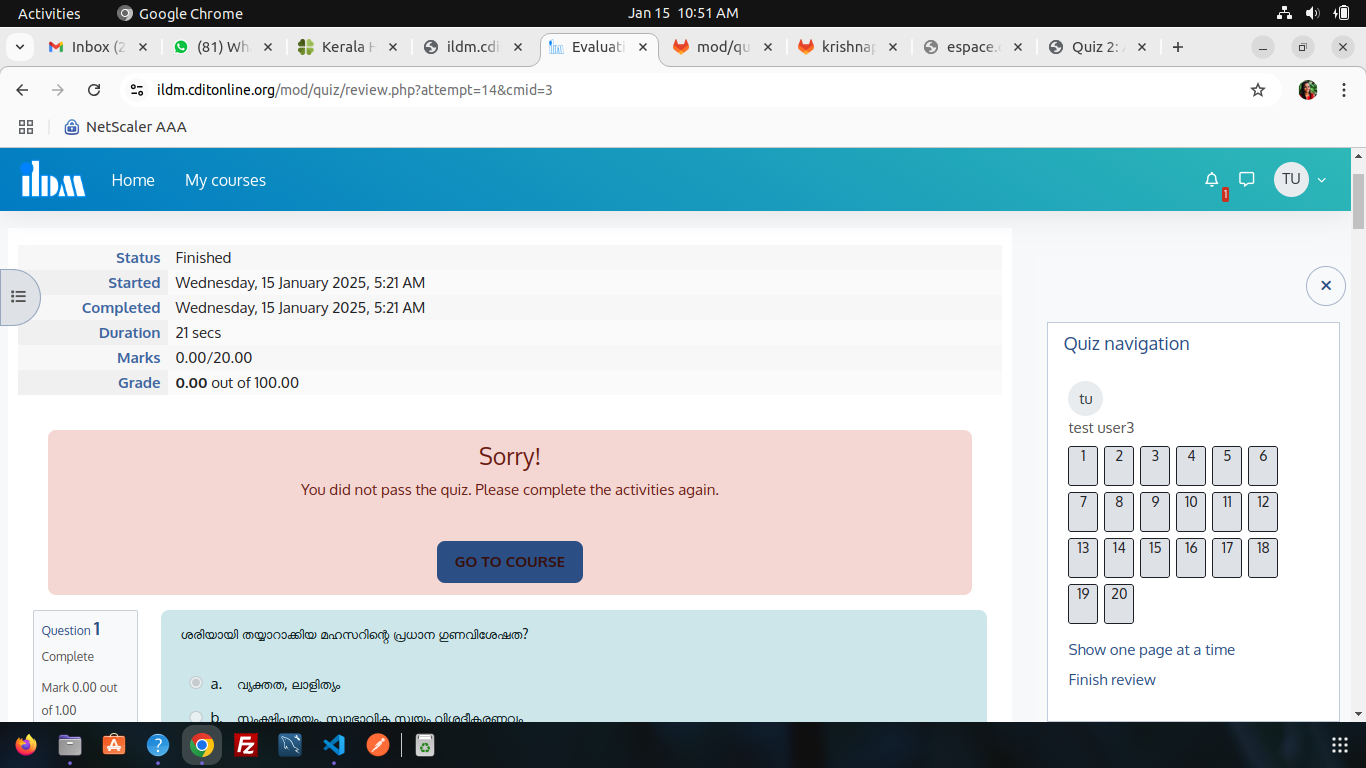 Activities
Google Chrome
Jan 15 10:51 AM
Inbox (2
(81) Wh
Kerala H
ildm.cdi
Evaluati
mod/qu
krishnap
espace.c
Quiz 2:
ildm.cditonline.org/mod/quiz/review.php?attempt=14&cmid=3
NetScaler AAA
ildm
Home
My courses
1
TU
Status Finished
Started Wednesday, 15 January 2025, 5:21 AM
Completed Wednesday, 15 January 2025, 5:21 AM
Duration 21 secs
Marks 0.00/20.00
Grade 0.00 out of 100.00
Sorry!
You did not pass the quiz. Please complete the activities again.
GO TO COURSE
Question 1
Complete
Mark 0.00 out
of 1.00
ശരിയായി തയ്യാറാക്കിയ മഹസറിന്റെ പ്രധാന ഗുണവിശേഷത?
a. വ്യക്തത, ലാളിത്യം
b. സംക്ഷിപ്തതയും, സ്വാഭാവിക സ്വയം വിശദീകരണവും
Quiz navigation
tu
test user3
1 2 3 4 5 6
7 8 9 10 11 12
13 14 15 16 17 18
19 20
Show one page at a time
Finish review